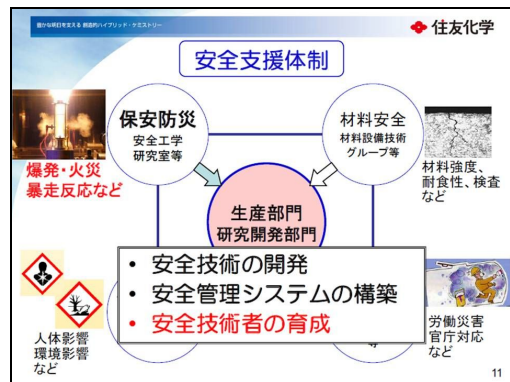 豊かな明日を支える 創造的ハイブリッド・ケミストリー
住友化学
安全支援体制
保安防災
安全工学
研究室等
材料安全
材料設備技術
グループ等
爆発・火災
暴走反応など
材料強度、
耐食性、検査
など
生産部門
研究開発部門
• 安全技術の開発
• 安全管理システムの構築
• 安全技術者の育成
人体影響
環境影響
など
等
労働災害
官庁対応
など
11